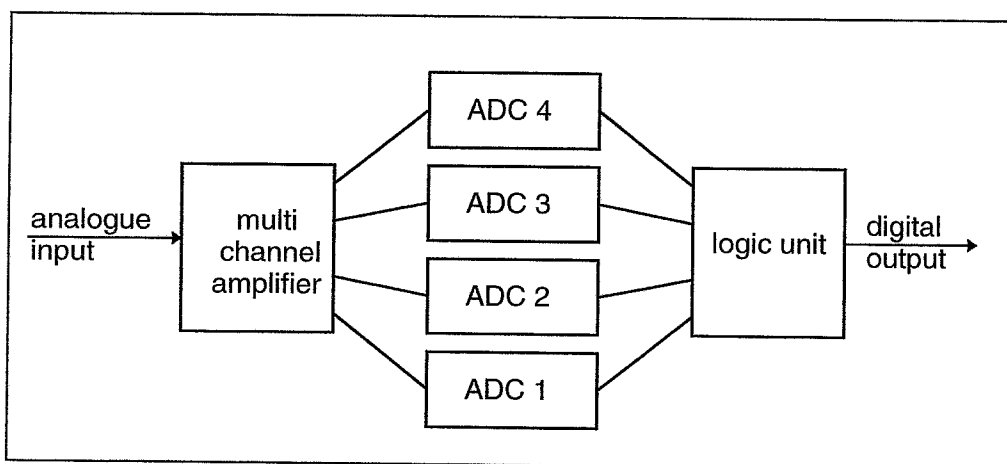 analogue
input
multi
channel
amplifier
ADC 4
ADC 3
ADC 2
ADC 1
logic unit
digital
output